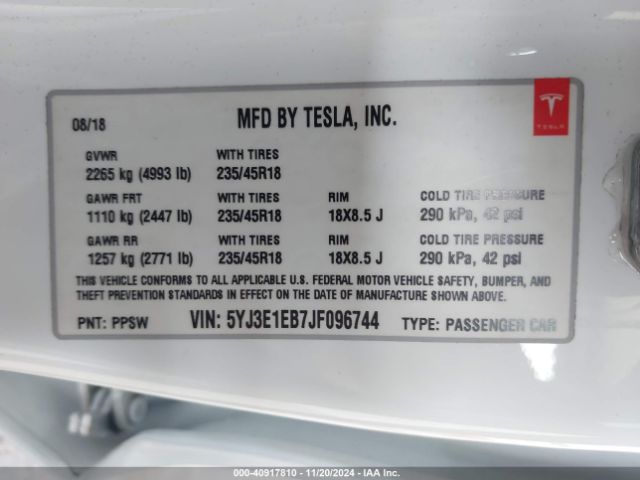 08/18 MFD BY TESLA, INC.
TESLA
GVWR WITH TIRES
2265 kg (4993 lb) 235/45R18
GAWR FRT WITH TIRES RIM COLD TIRE PRESSURE
1110 kg (2447 lb) 235/45R18 18X8.5 J 290 kPa, 42 psi
GAWR RR WITH TIRES RIM COLD TIRE PRESSURE
1257 kg (2771 lb) 235/45R18 18X8.5 J 290 kPa, 42 psi
THIS VEHICLE CONFORMS TO ALL APPLICABLE U.S. FEDERAL MOTOR VEHICLE SAFETY, BUMPER, AND
THEFT PREVENTION STANDARDS IN EFFECT ON THE DATE OF MANUFACTURE SHOWN ABOVE.
PNT: PPSW VIN: 5YJ3E1EB7JF096744 TYPE: PASSENGER CAR
000-40917810 - 11/20/2024 - IAA Inc.